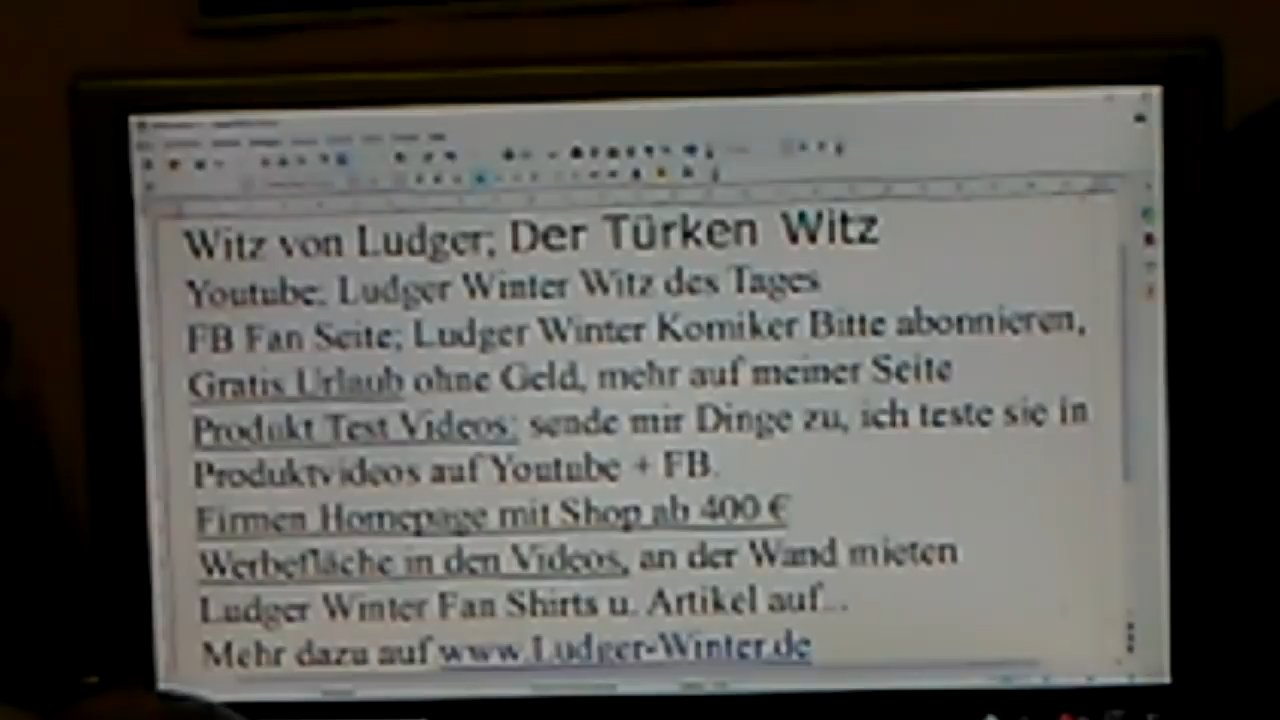 Witz von Ludger; Der Türken Witz
Youtube: Ludger Winter Witz des Tages
FB Fan Seite; Ludger Winter Komiker Bitte abonnieren,
Gratis Urlaub ohne Geld, mehr auf meiner Seite
Produkt Test Videos; sende mir Dinge zu, ich teste sie in
Produktvideos auf Youtube + FB.
Firmen Homepage mit Shop ab 400 €
Werbefläche in den Videos, an der Wand mieten
Ludger Winter Fan Shirts u. Artikel auf...
Mehr dazu auf www.Ludger-Winter.de